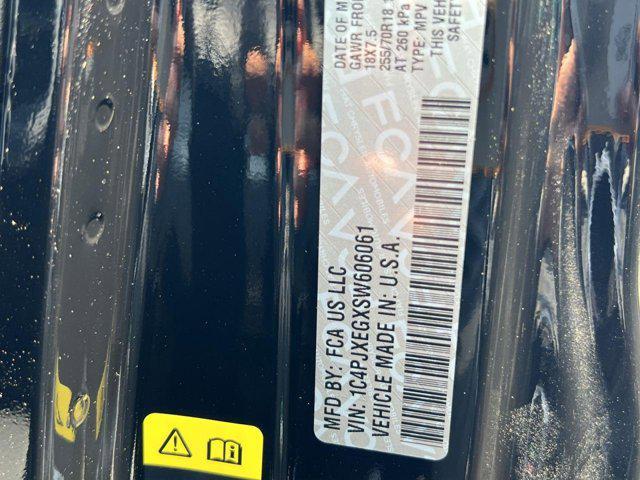 DATE OF M
GAWR FRO
18X7.5
255/70R18
AT 260 kPa
TYPE: MPV
THIS VEH
SAFETY
MFD BY: FCA US LLC
VIN: 1C4PJXEGXSW606061
VEHICLE MADE IN: U.S.A.